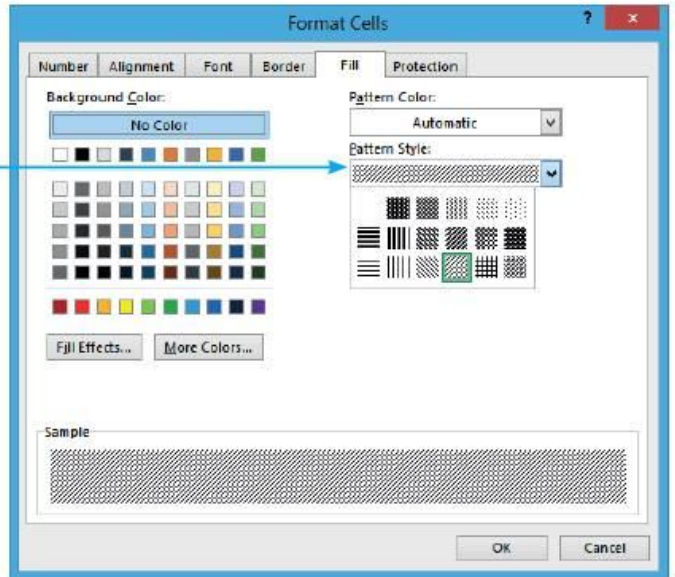 Format Cells
?
Number Alignment Font Border Fill Protection
Background Color:
No Color
Pattern Color:
Automatic
Pattern Style:
Fill Effects...
More Colors...
Sample
OK
Cancel